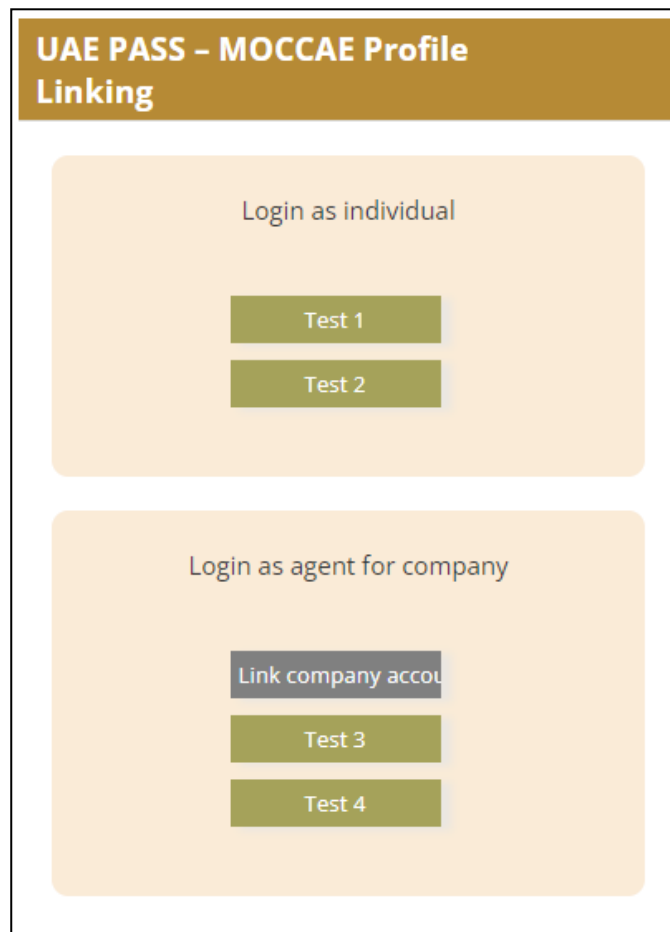 UAE PASS – MOCCAE Profile
Linking
Login as individual
Test 1
Test 2
Login as agent for company
Link company accou
Test 3
Test 4